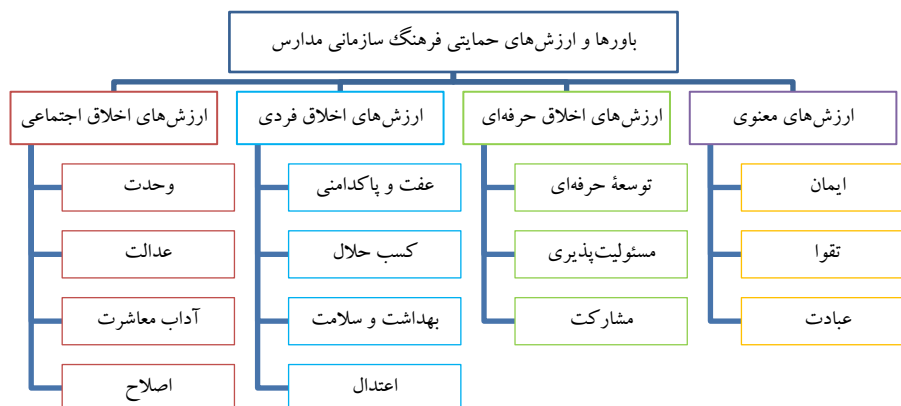 باورها و ارزش‌های حمایتی فرهنگ سازمانی مدارس
ارزش‌های معنوی
ارزش‌های اخلاق حرفه‌ای
ارزش‌های اخلاق فردی
ارزش‌های اخلاق اجتماعی
ایمان
توسعهٔ حرفه‌ای
عفت و پاکدامنی
وحدت
تقوا
مسئولیت‌پذیری
کسب حلال
عدالت
عبادت
مشارکت
بهداشت و سلامت
آداب معاشرت
اعتدال
اصلاح